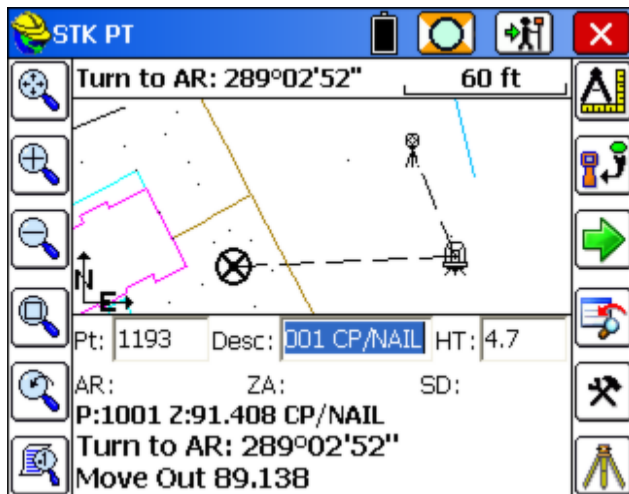 STK PT
Turn to AR: 289°02'52" 60 ft
N
E
Pt: 1193 Desc: 001 CP/NAIL HT: 4.7
AR: ZA: SD:
P:1001 Z:91.408 CP/NAIL
Turn to AR: 289°02'52"
Move Out 89.138